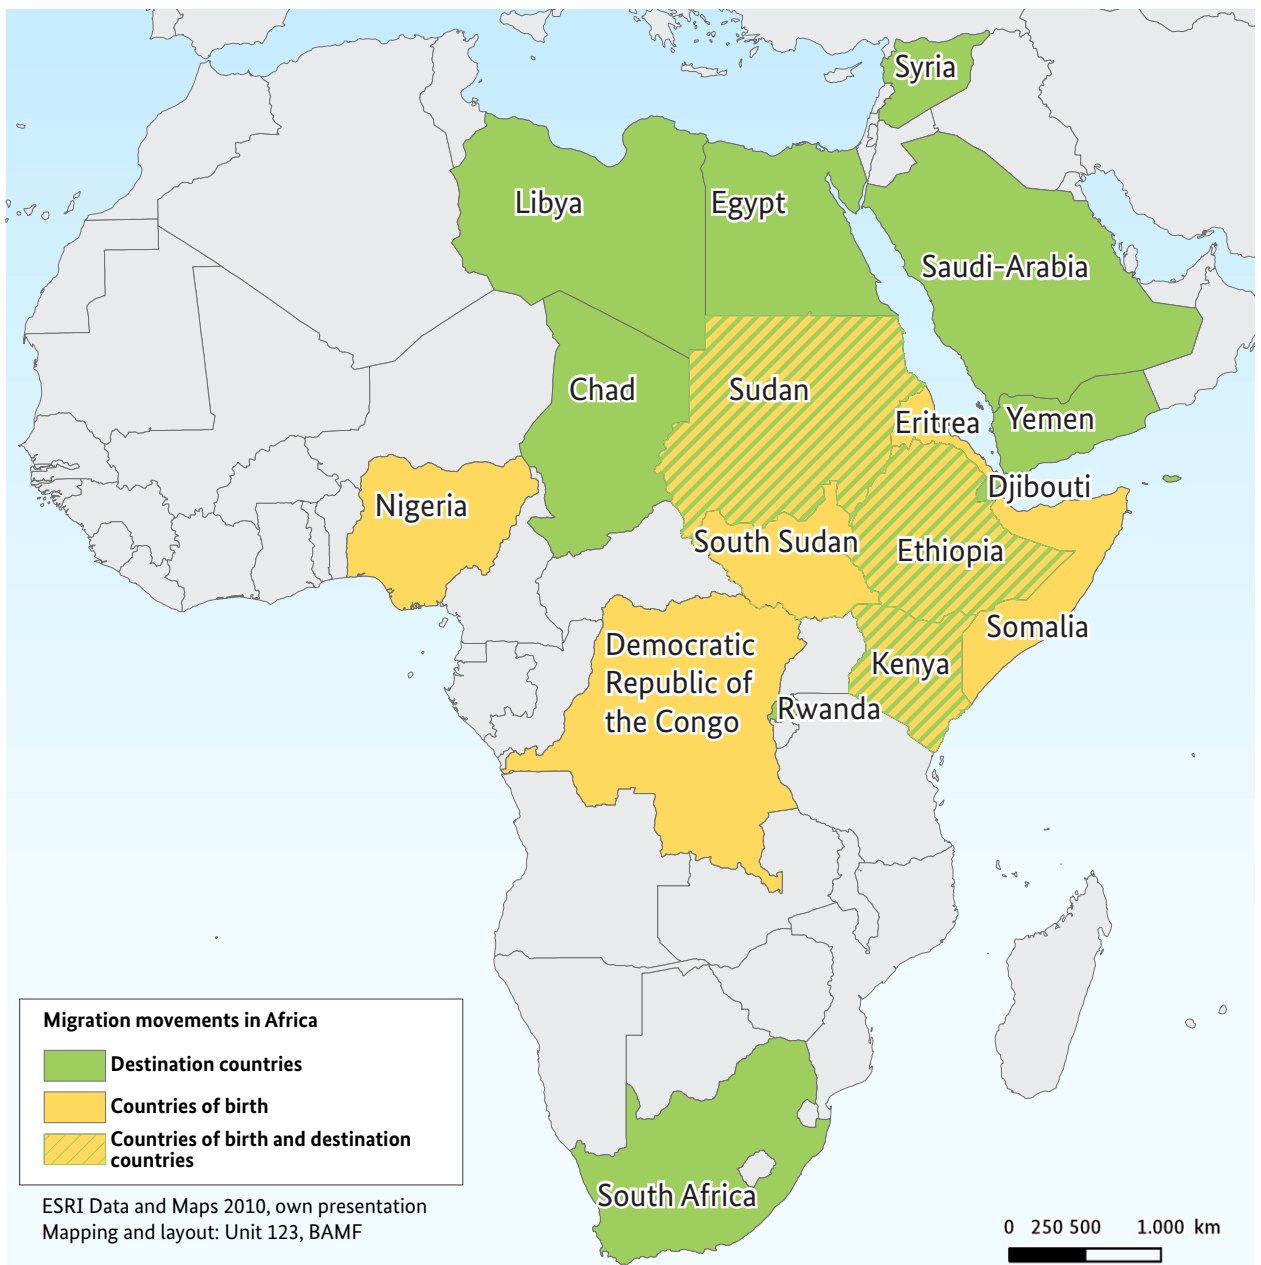 Syria
Libya
Egypt
Saudi-Arabia
Chad
Sudan
Eritrea
Yemen
Djibouti
Nigeria
South Sudan
Ethiopia
Somalia
Democratic
Republic of
the Congo
Kenya
Rwanda
South Africa
Migration movements in Africa
Destination countries
Countries of birth
Countries of birth and destination
countries
ESRI Data and Maps 2010, own presentation
Mapping and layout: Unit 123, BAMF
0 250 500 1.000 km